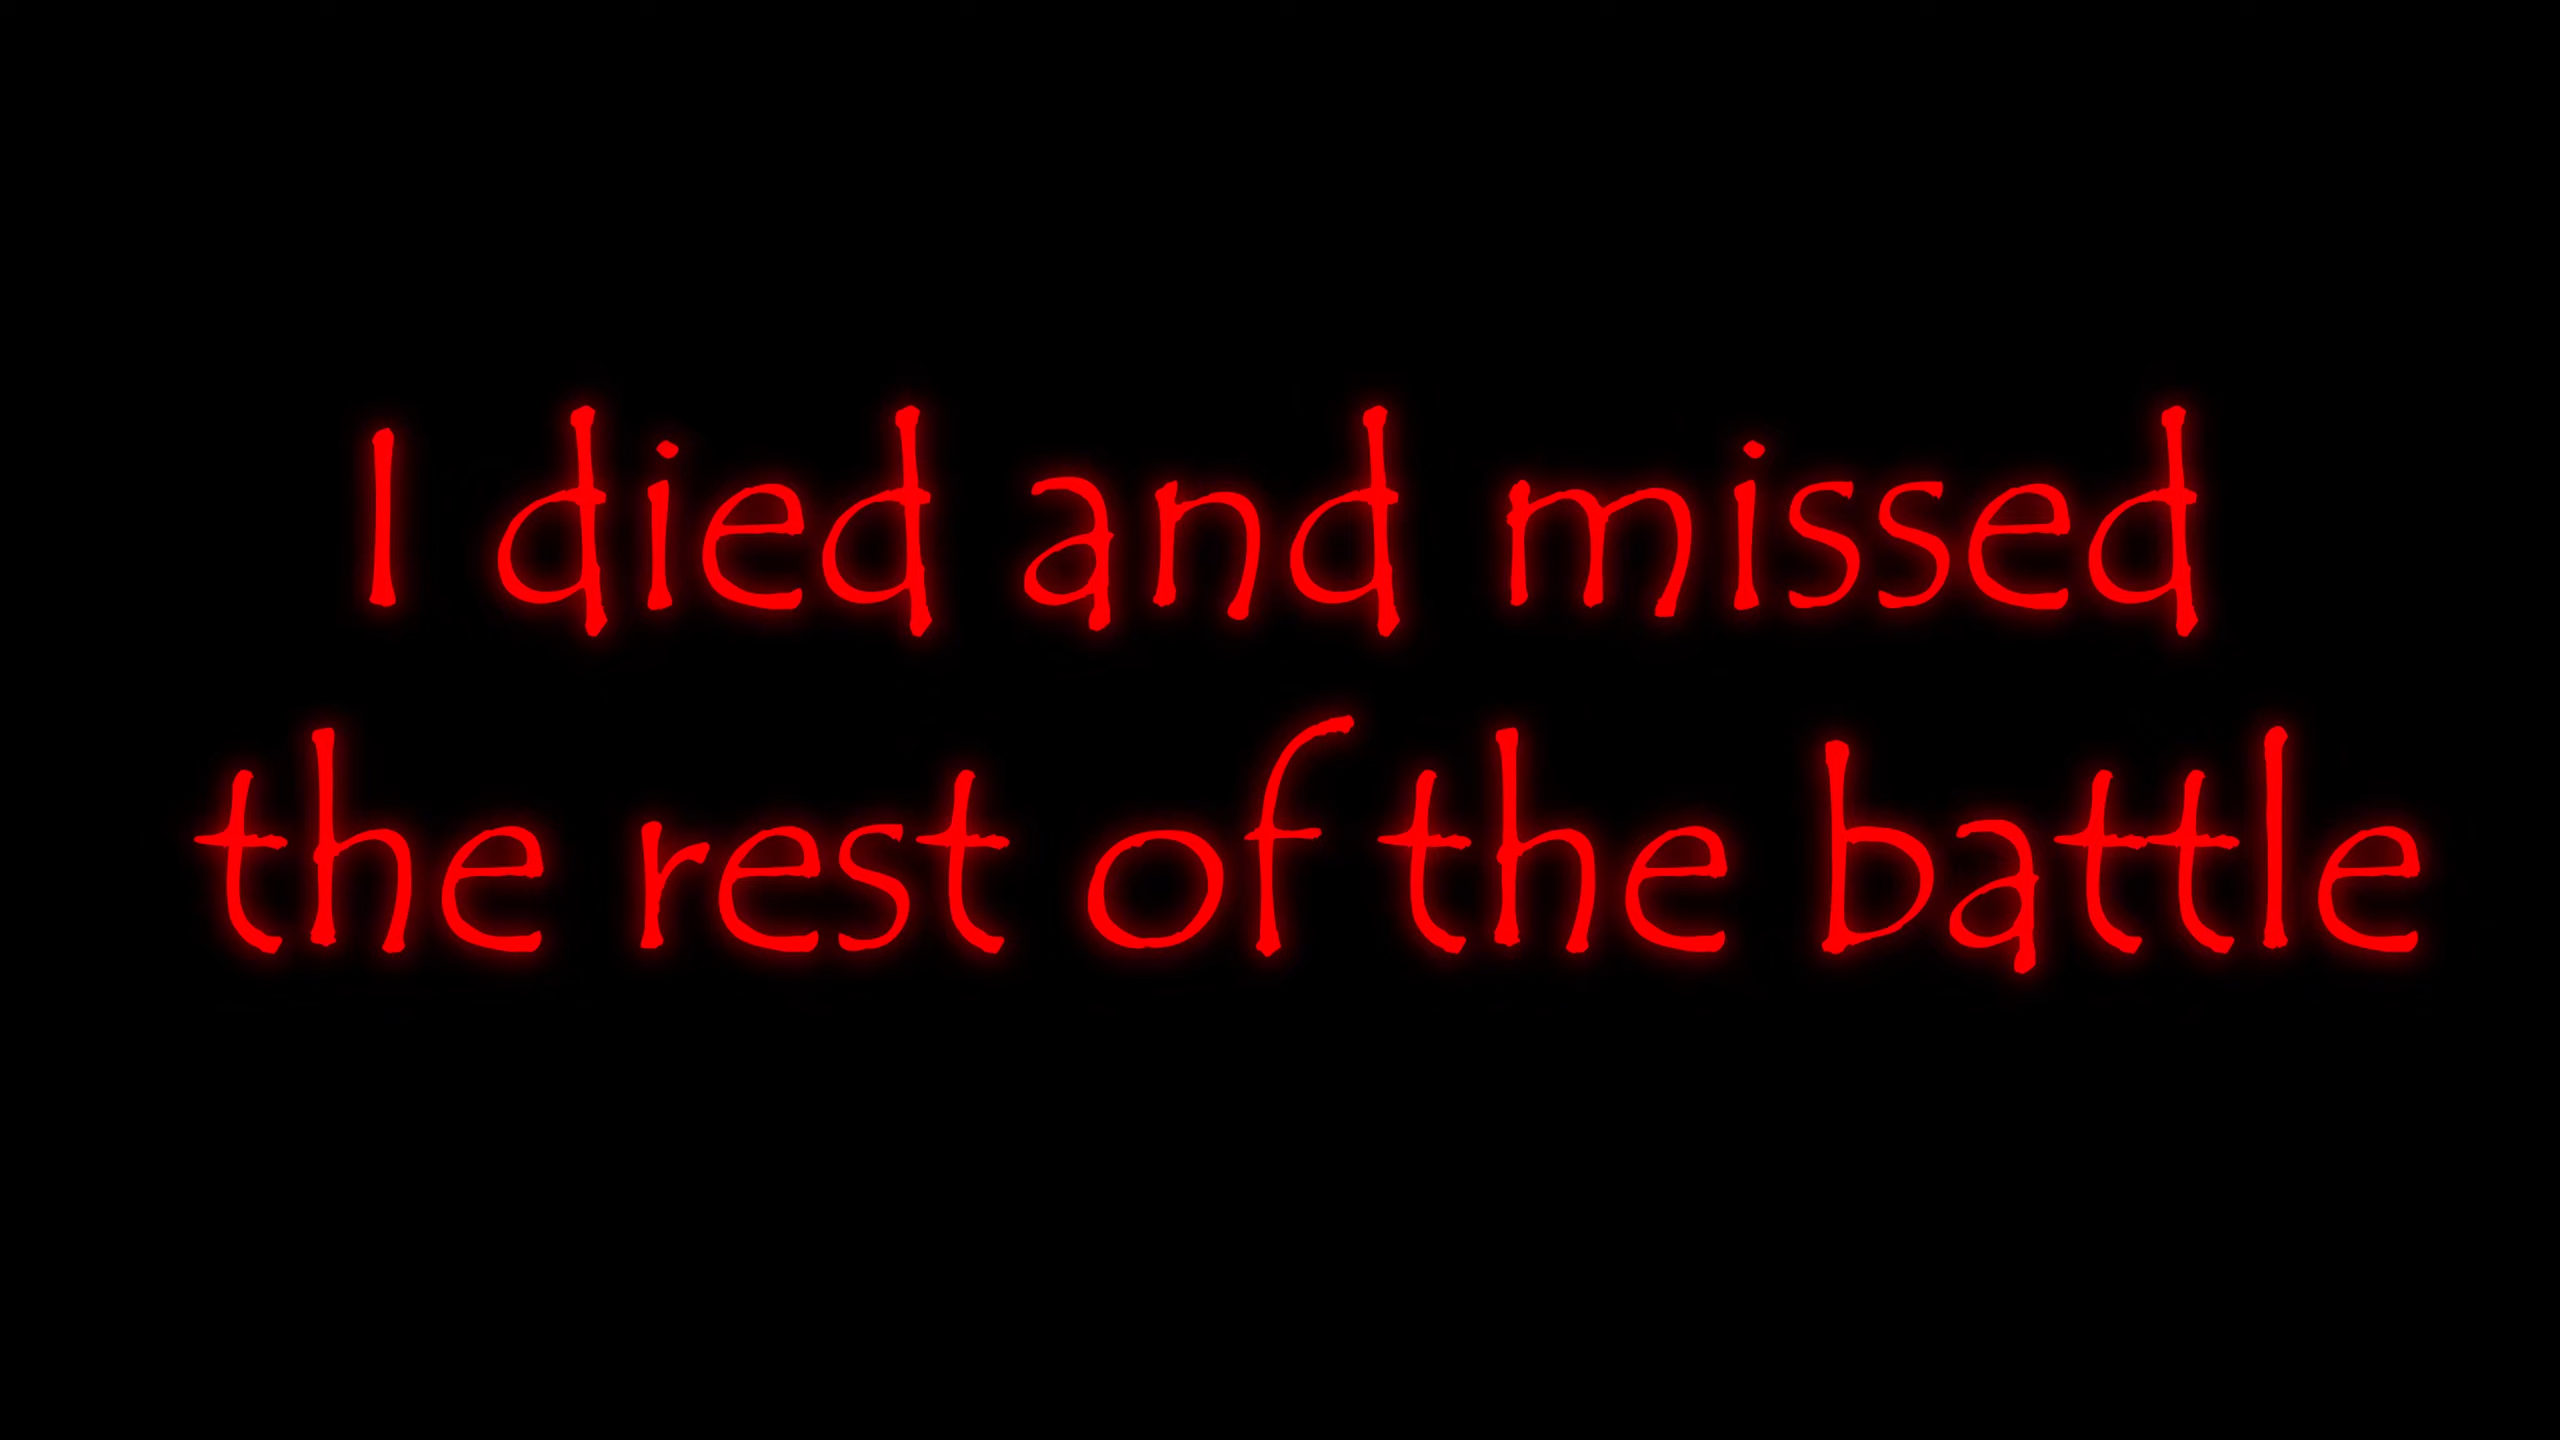 I died and missed
the rest of the battle